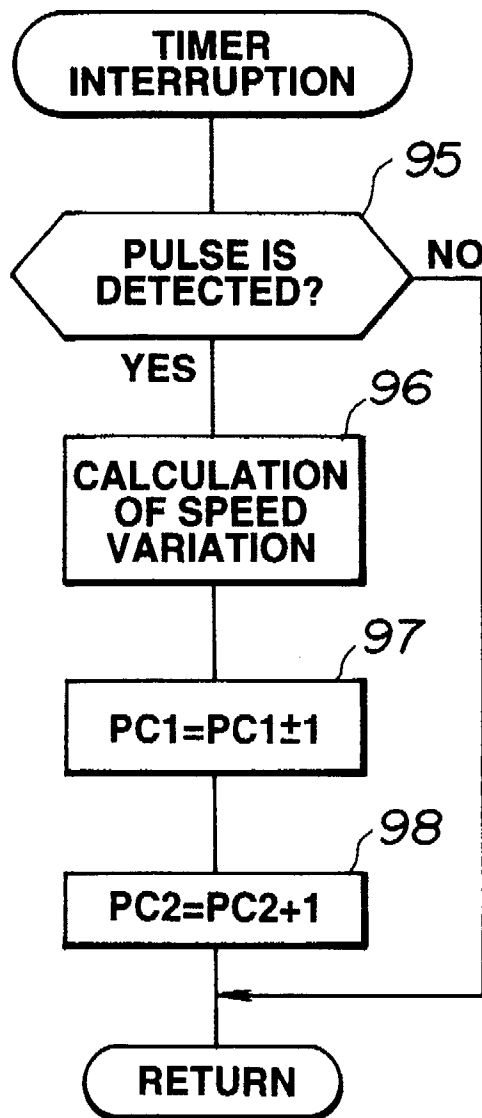 TIMER
INTERRUPTION
95
PULSE IS
DETECTED?
NO
YES
96
CALCULATION
OF SPEED
VARIATION
97
PC1=PC1±1
98
PC2=PC2+1
RETURN